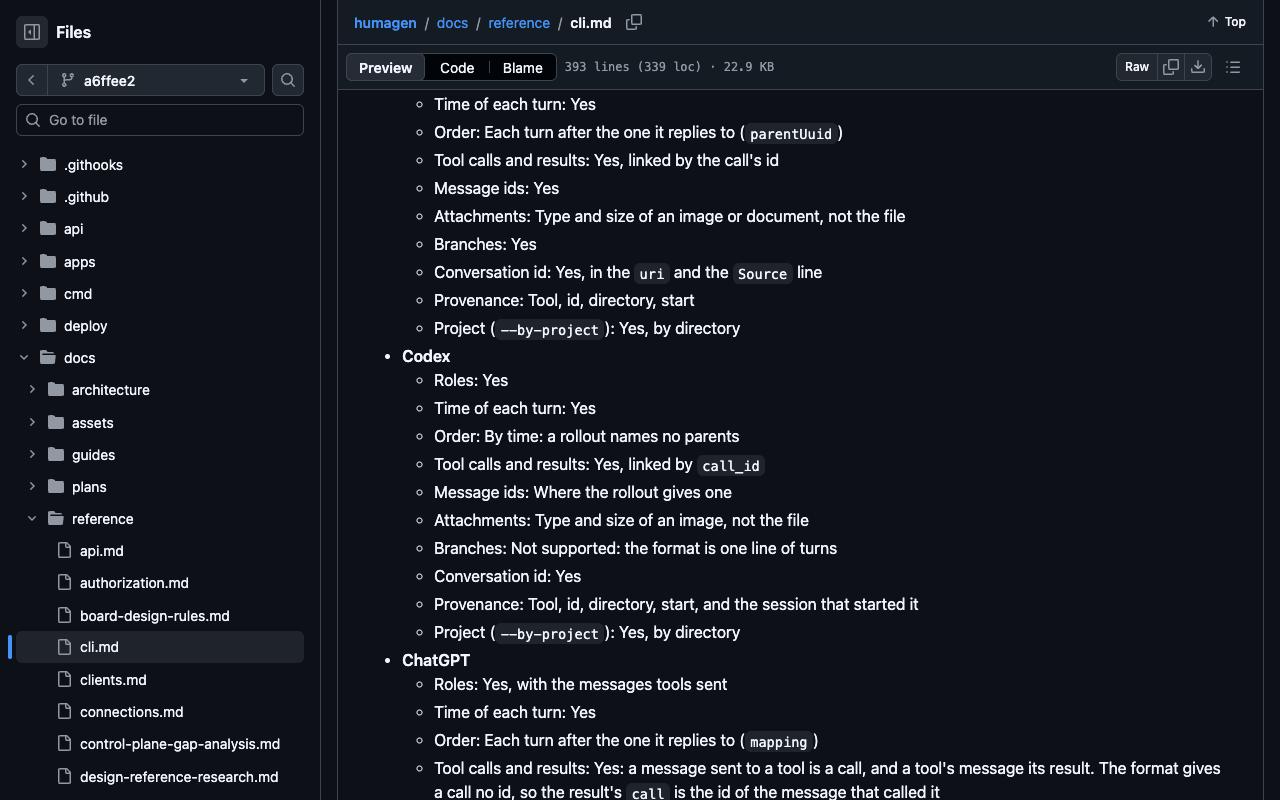 Files
humagen / docs / reference / cli.md
Top
a6ffee2
Preview
Code
Blame
393 lines (339 loc) · 22.9 KB
Raw
Go to file
.githooks
.github
api
apps
cmd
deploy
docs
architecture
assets
guides
plans
reference
api.md
authorization.md
board-design-rules.md
cli.md
clients.md
connections.md
control-plane-gap-analysis.md
design-reference-research.md
Time of each turn: Yes
Order: Each turn after the one it replies to (parentUuid)
Tool calls and results: Yes, linked by the call's id
Message ids: Yes
Attachments: Type and size of an image or document, not the file
Branches: Yes
Conversation id: Yes, in the uri and the Source line
Provenance: Tool, id, directory, start
Project (--by-project): Yes, by directory
Codex
Roles: Yes
Time of each turn: Yes
Order: By time: a rollout names no parents
Tool calls and results: Yes, linked by call_id
Message ids: Where the rollout gives one
Attachments: Type and size of an image, not the file
Branches: Not supported: the format is one line of turns
Conversation id: Yes
Provenance: Tool, id, directory, start, and the session that started it
Project (--by-project): Yes, by directory
ChatGPT
Roles: Yes, with the messages tools sent
Time of each turn: Yes
Order: Each turn after the one it replies to (mapping)
Tool calls and results: Yes: a message sent to a tool is a call, and a tool's message its result. The format gives
a call no id, so the result's call is the id of the message that called it